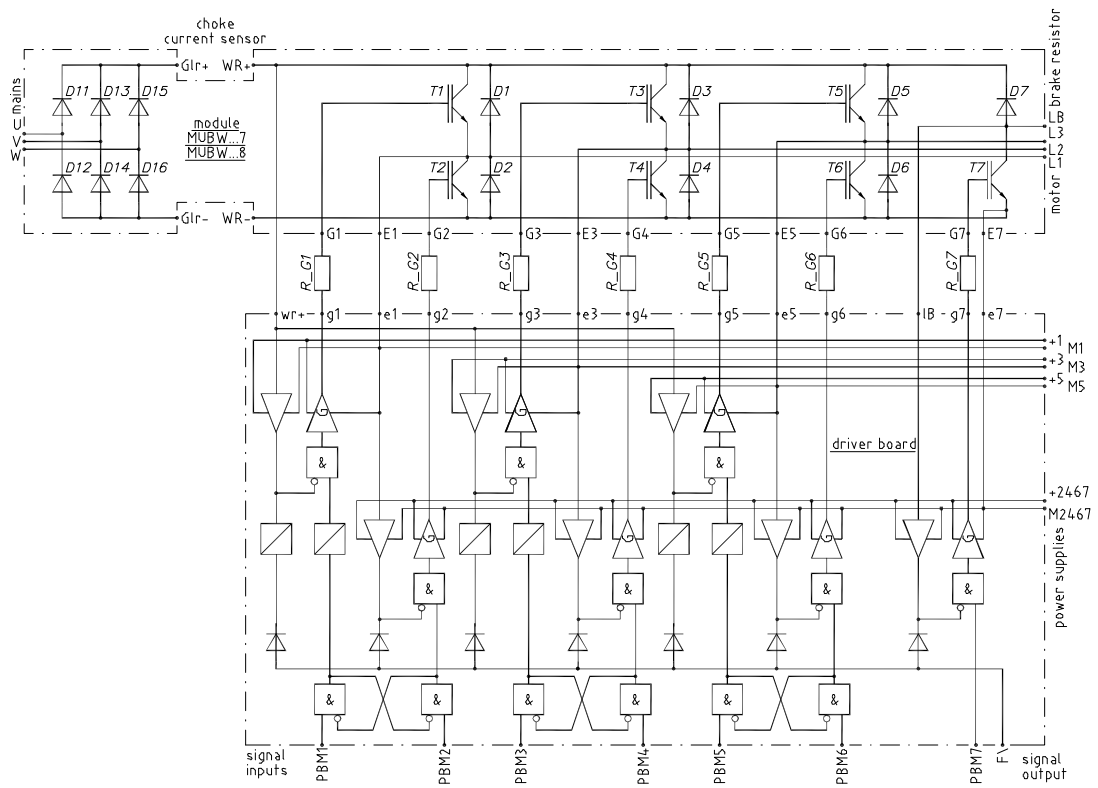 choke
current sensor
Glr+ WR+
mains
U
V
W
D11 D13 D15
D12 D14 D16
module
MUBW...7
MUBW...8
Glr- WR-
T1 D1 T3 D3 T5 D5 D7
T2 D2 T4 D4 T6 D6 T7
brake resistor
LB
L3
L2
L1
motor
G1 E1 G2 G3 E3 G4 G5 E5 G6 G7 E7
R_G1 R_G2 R_G3 R_G4 R_G5 R_G6 R_G7
wr+ g1 e1 g2 g3 e3 g4 g5 e5 g6 lB g7 e7
+1 M1
+3 M3
+5 M5
G G G
& & &
driver board
+2467
M2467
power supplies
G G G G
& & & &
& & & & & &
signal
inputs
PBM1 PBM2 PBM3 PBM4 PBM5 PBM6 PBM7 F\
signal
output